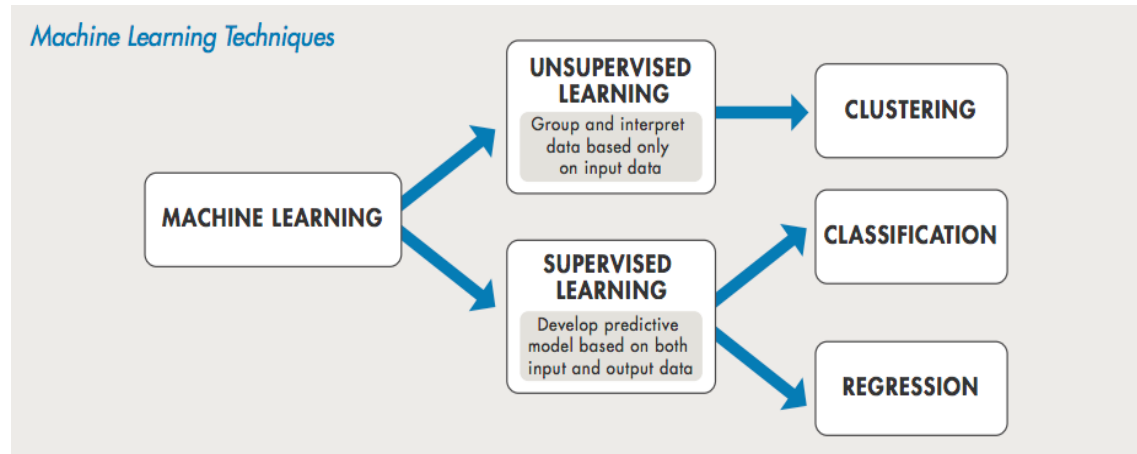 Machine Learning Techniques
UNSUPERVISED
LEARNING
Group and interpret
data based only
on input data
CLUSTERING
MACHINE LEARNING
CLASSIFICATION
SUPERVISED
LEARNING
Develop predictive
model based on both
input and output data
REGRESSION